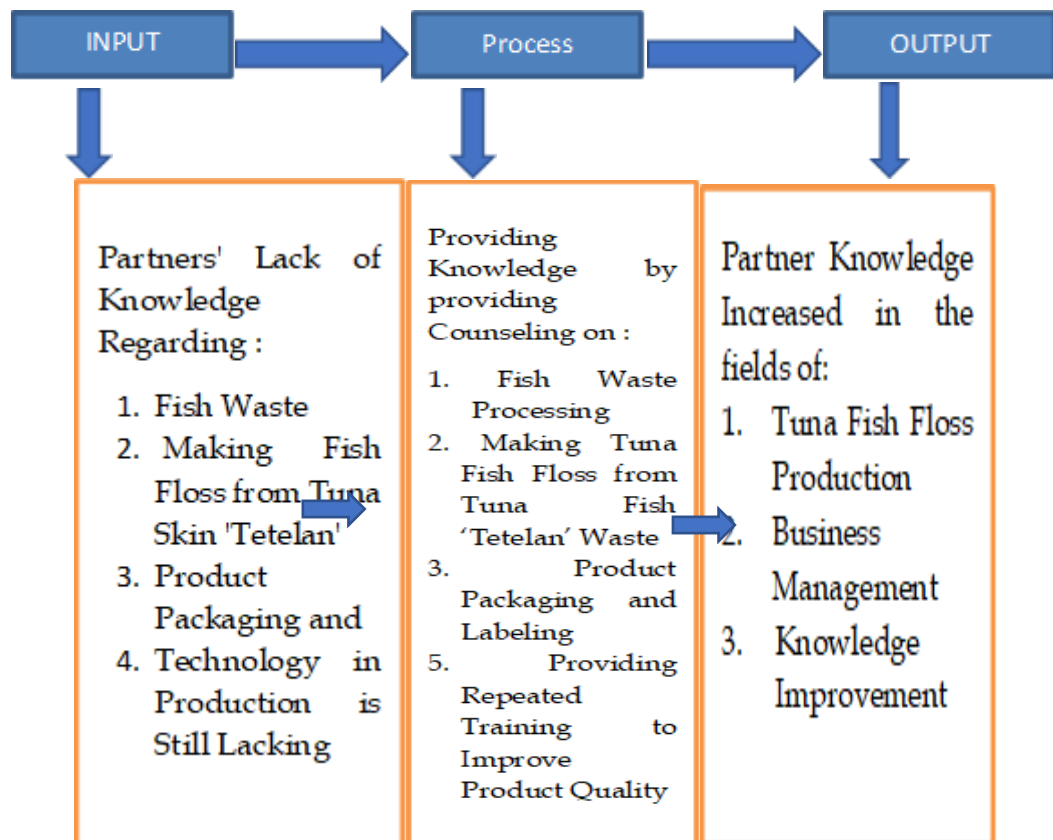 INPUT
Process
OUTPUT
Partners' Lack of
Knowledge
Regarding :
1. Fish Waste
2. Making Fish
Floss from Tuna
Skin 'Tetelan'
3. Product
Packaging and
4. Technology in
Production is
Still Lacking
Providing
Knowledge by
providing
Counseling on :
1. Fish Waste
Processing
2. Making Tuna
Fish Floss from
Tuna Fish
‘Tetelan’ Waste
3. Product
Packaging and
Labeling
5. Providing
Repeated
Training to
Improve
Product Quality
Partner Knowledge
Increased in the
fields of:
1. Tuna Fish Floss
Production
2. Business
Management
3. Knowledge
Improvement